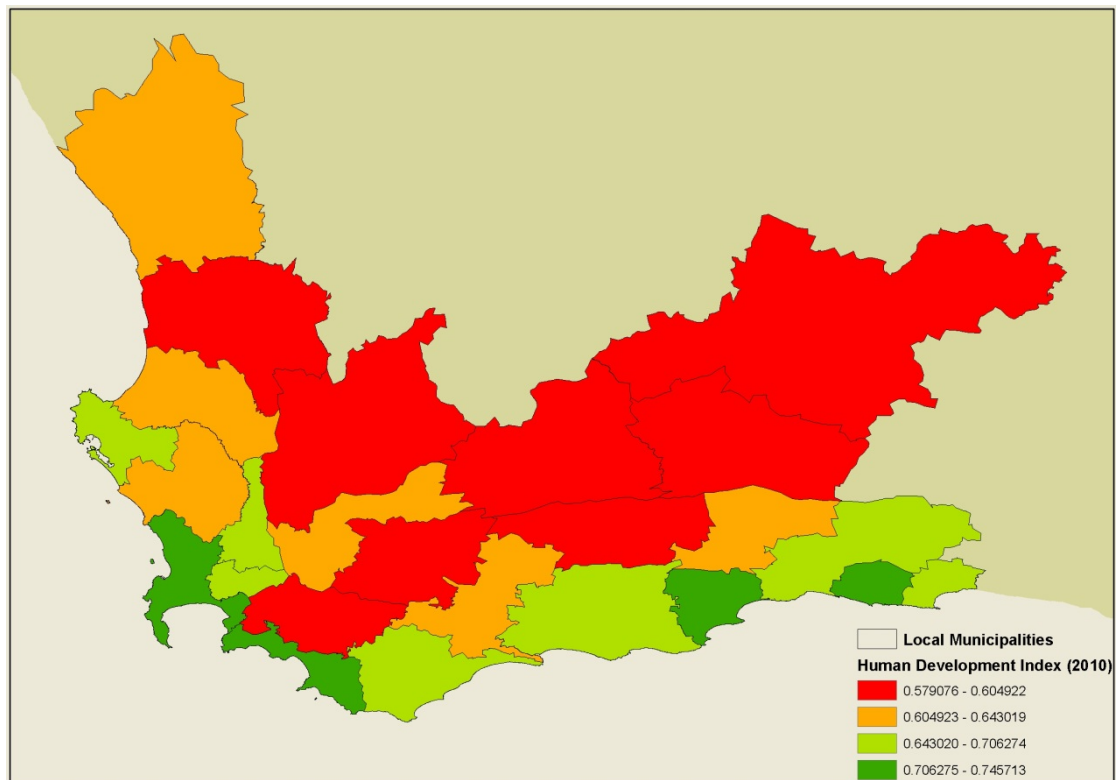 Local Municipalities
Human Development Index (2010)
0.579076 - 0.604922
0.604923 - 0.643019
0.643020 - 0.706274
0.706275 - 0.745713